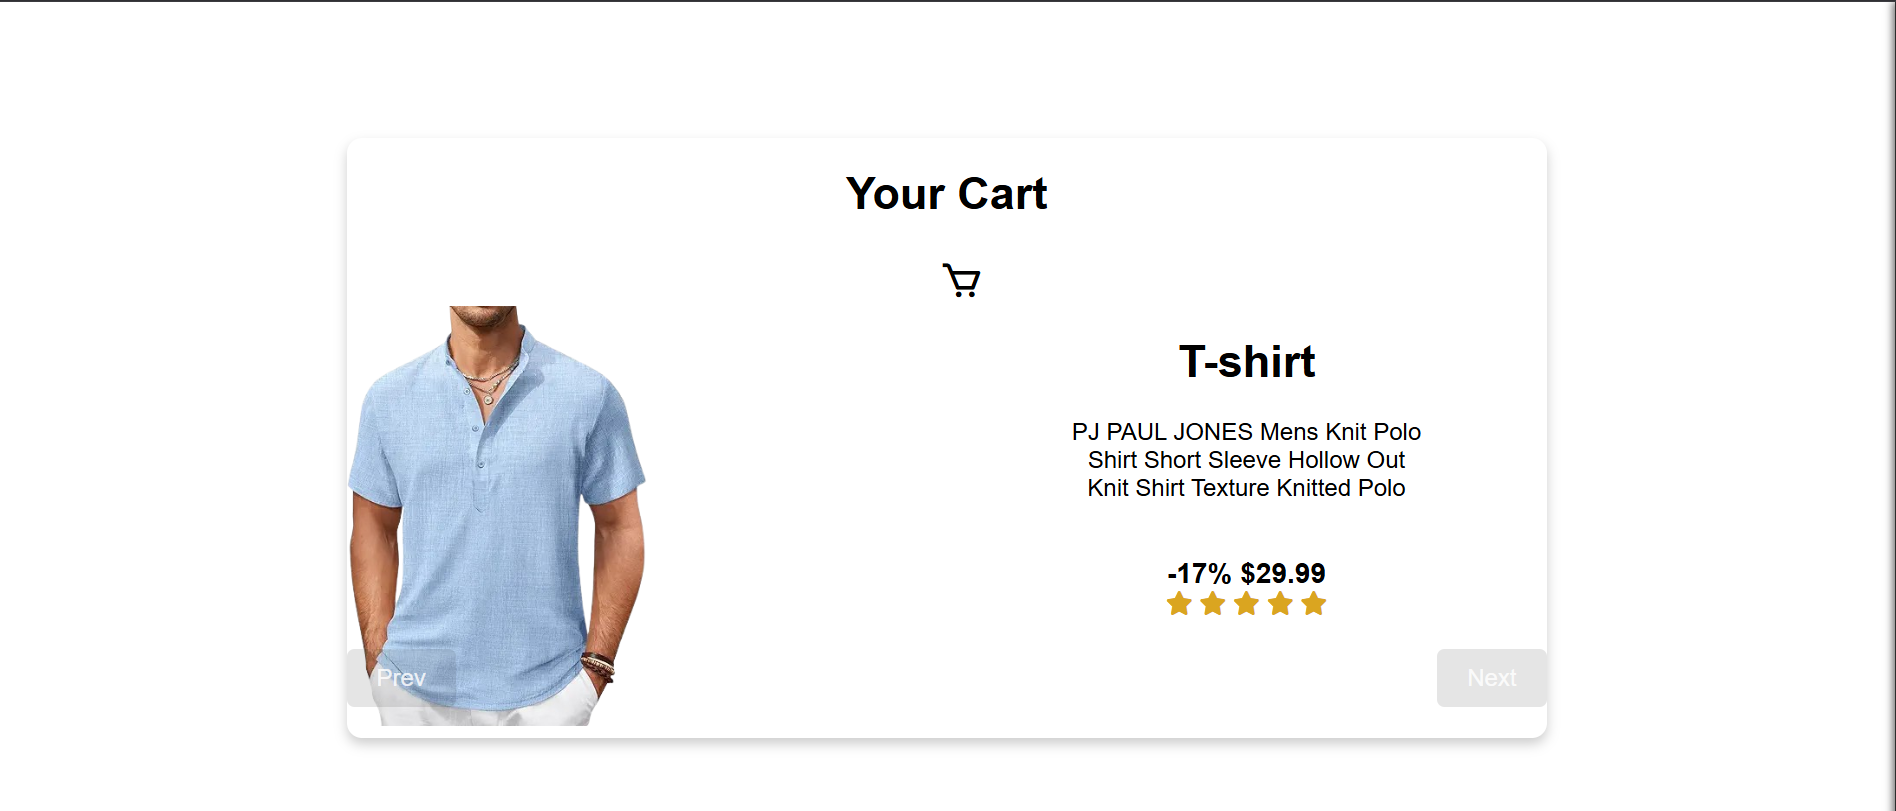 Your Cart
T-shirt
PJ PAUL JONES Mens Knit Polo
Shirt Short Sleeve Hollow Out
Knit Shirt Texture Knitted Polo
-17% $29.99
Prev
Next